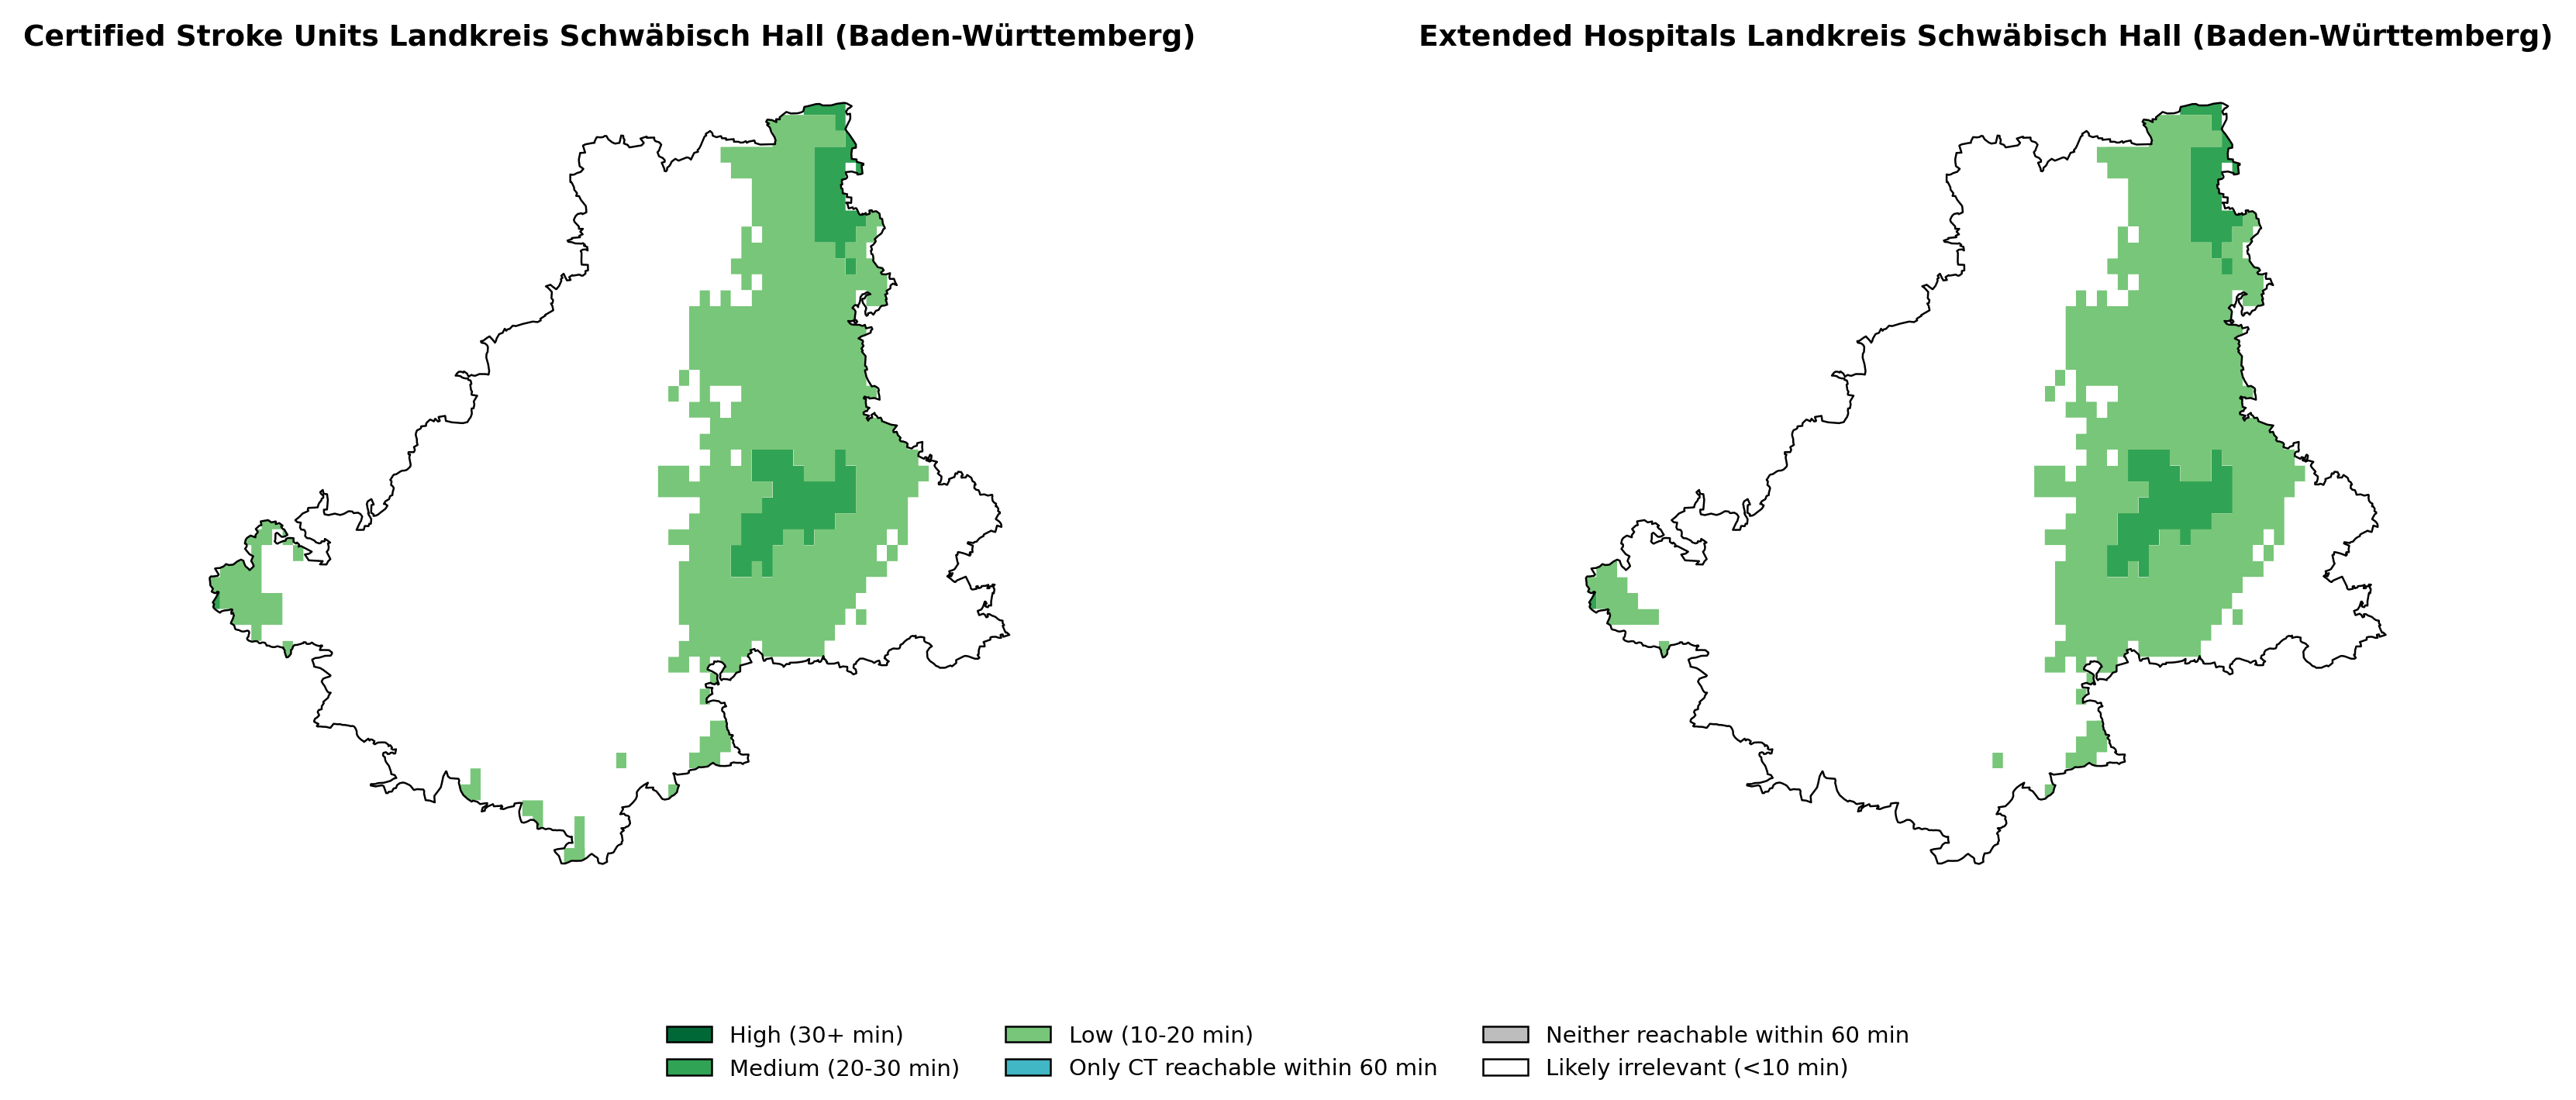 Certified Stroke Units Landkreis Schwäbisch Hall (Baden-Württemberg)
Extended Hospitals Landkreis Schwäbisch Hall (Baden-Württemberg)
High (30+ min)
Medium (20-30 min)
Low (10-20 min)
Only CT reachable within 60 min
Neither reachable within 60 min
Likely irrelevant (<10 min)